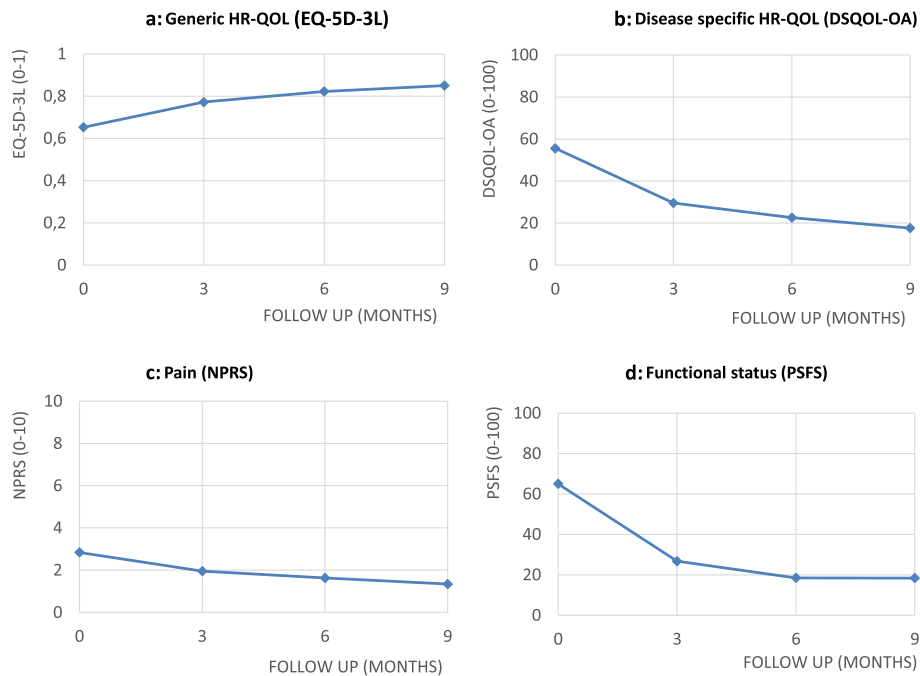 a: Generic HR-QOL (EQ-5D-3L)
EQ-5D-3L (0-1)
1
0,8
0,6
0,4
0,2
0
0 3 6 9
FOLLOW UP (MONTHS)
b: Disease specific HR-QOL (DSQOL-OA)
DSQOL-OA (0-100)
100
80
60
40
20
0
0 3 6 9
FOLLOW UP (MONTHS)
c: Pain (NPRS)
NPRS (0-10)
10
8
6
4
2
0
0 3 6 9
FOLLOW UP (MONTHS)
d: Functional status (PSFS)
PSFS (0-100)
100
80
60
40
20
0
0 3 6 9
FOLLOW UP (MONTHS)